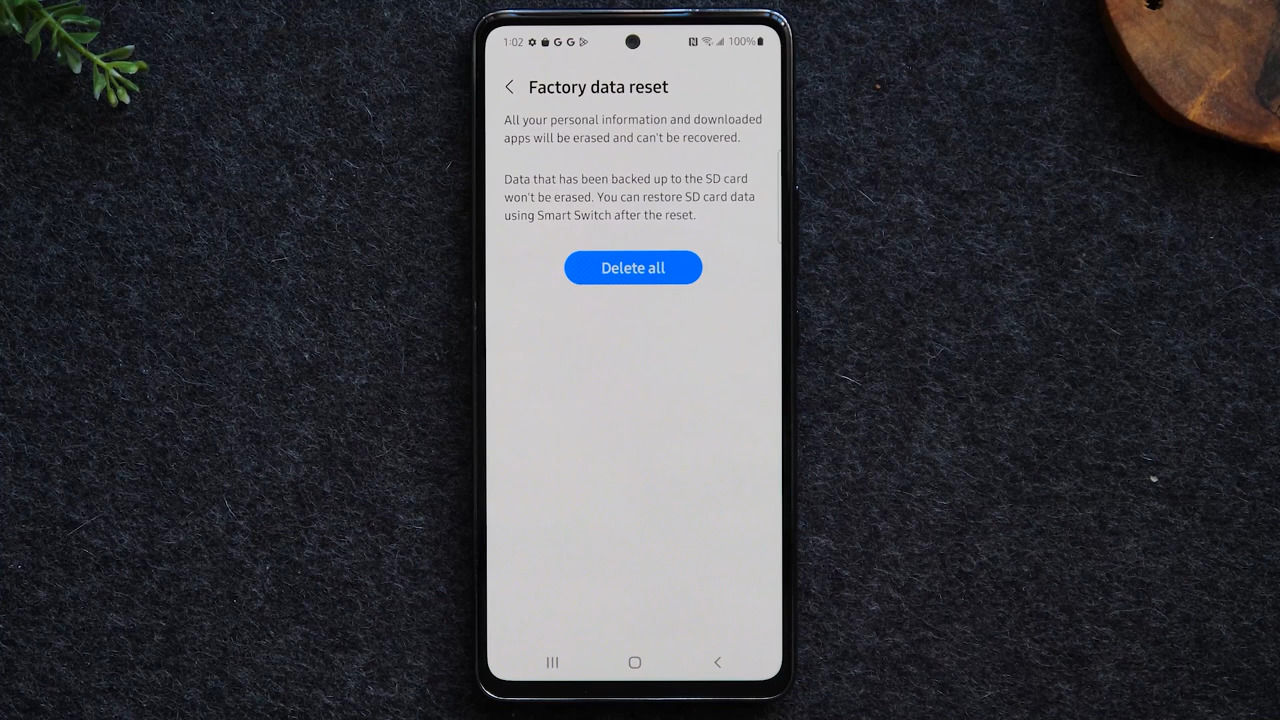 1:02 G G N 100%
Factory data reset
All your personal information and downloaded
apps will be erased and can't be recovered.
Data that has been backed up to the SD card
won't be erased. You can restore SD card data
using Smart Switch after the reset.
Delete all